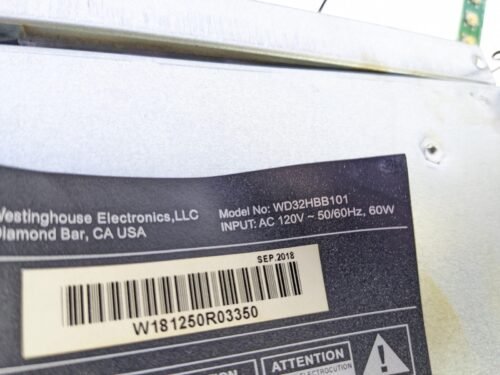 Westinghouse Electronics,LLC
Diamond Bar, CA USA
Model No: WD32HBB101
INPUT: AC 120V ~ 50/60Hz, 60W
SEP.2018
W181250R03350
ATTENTION
ELECTROCUTION